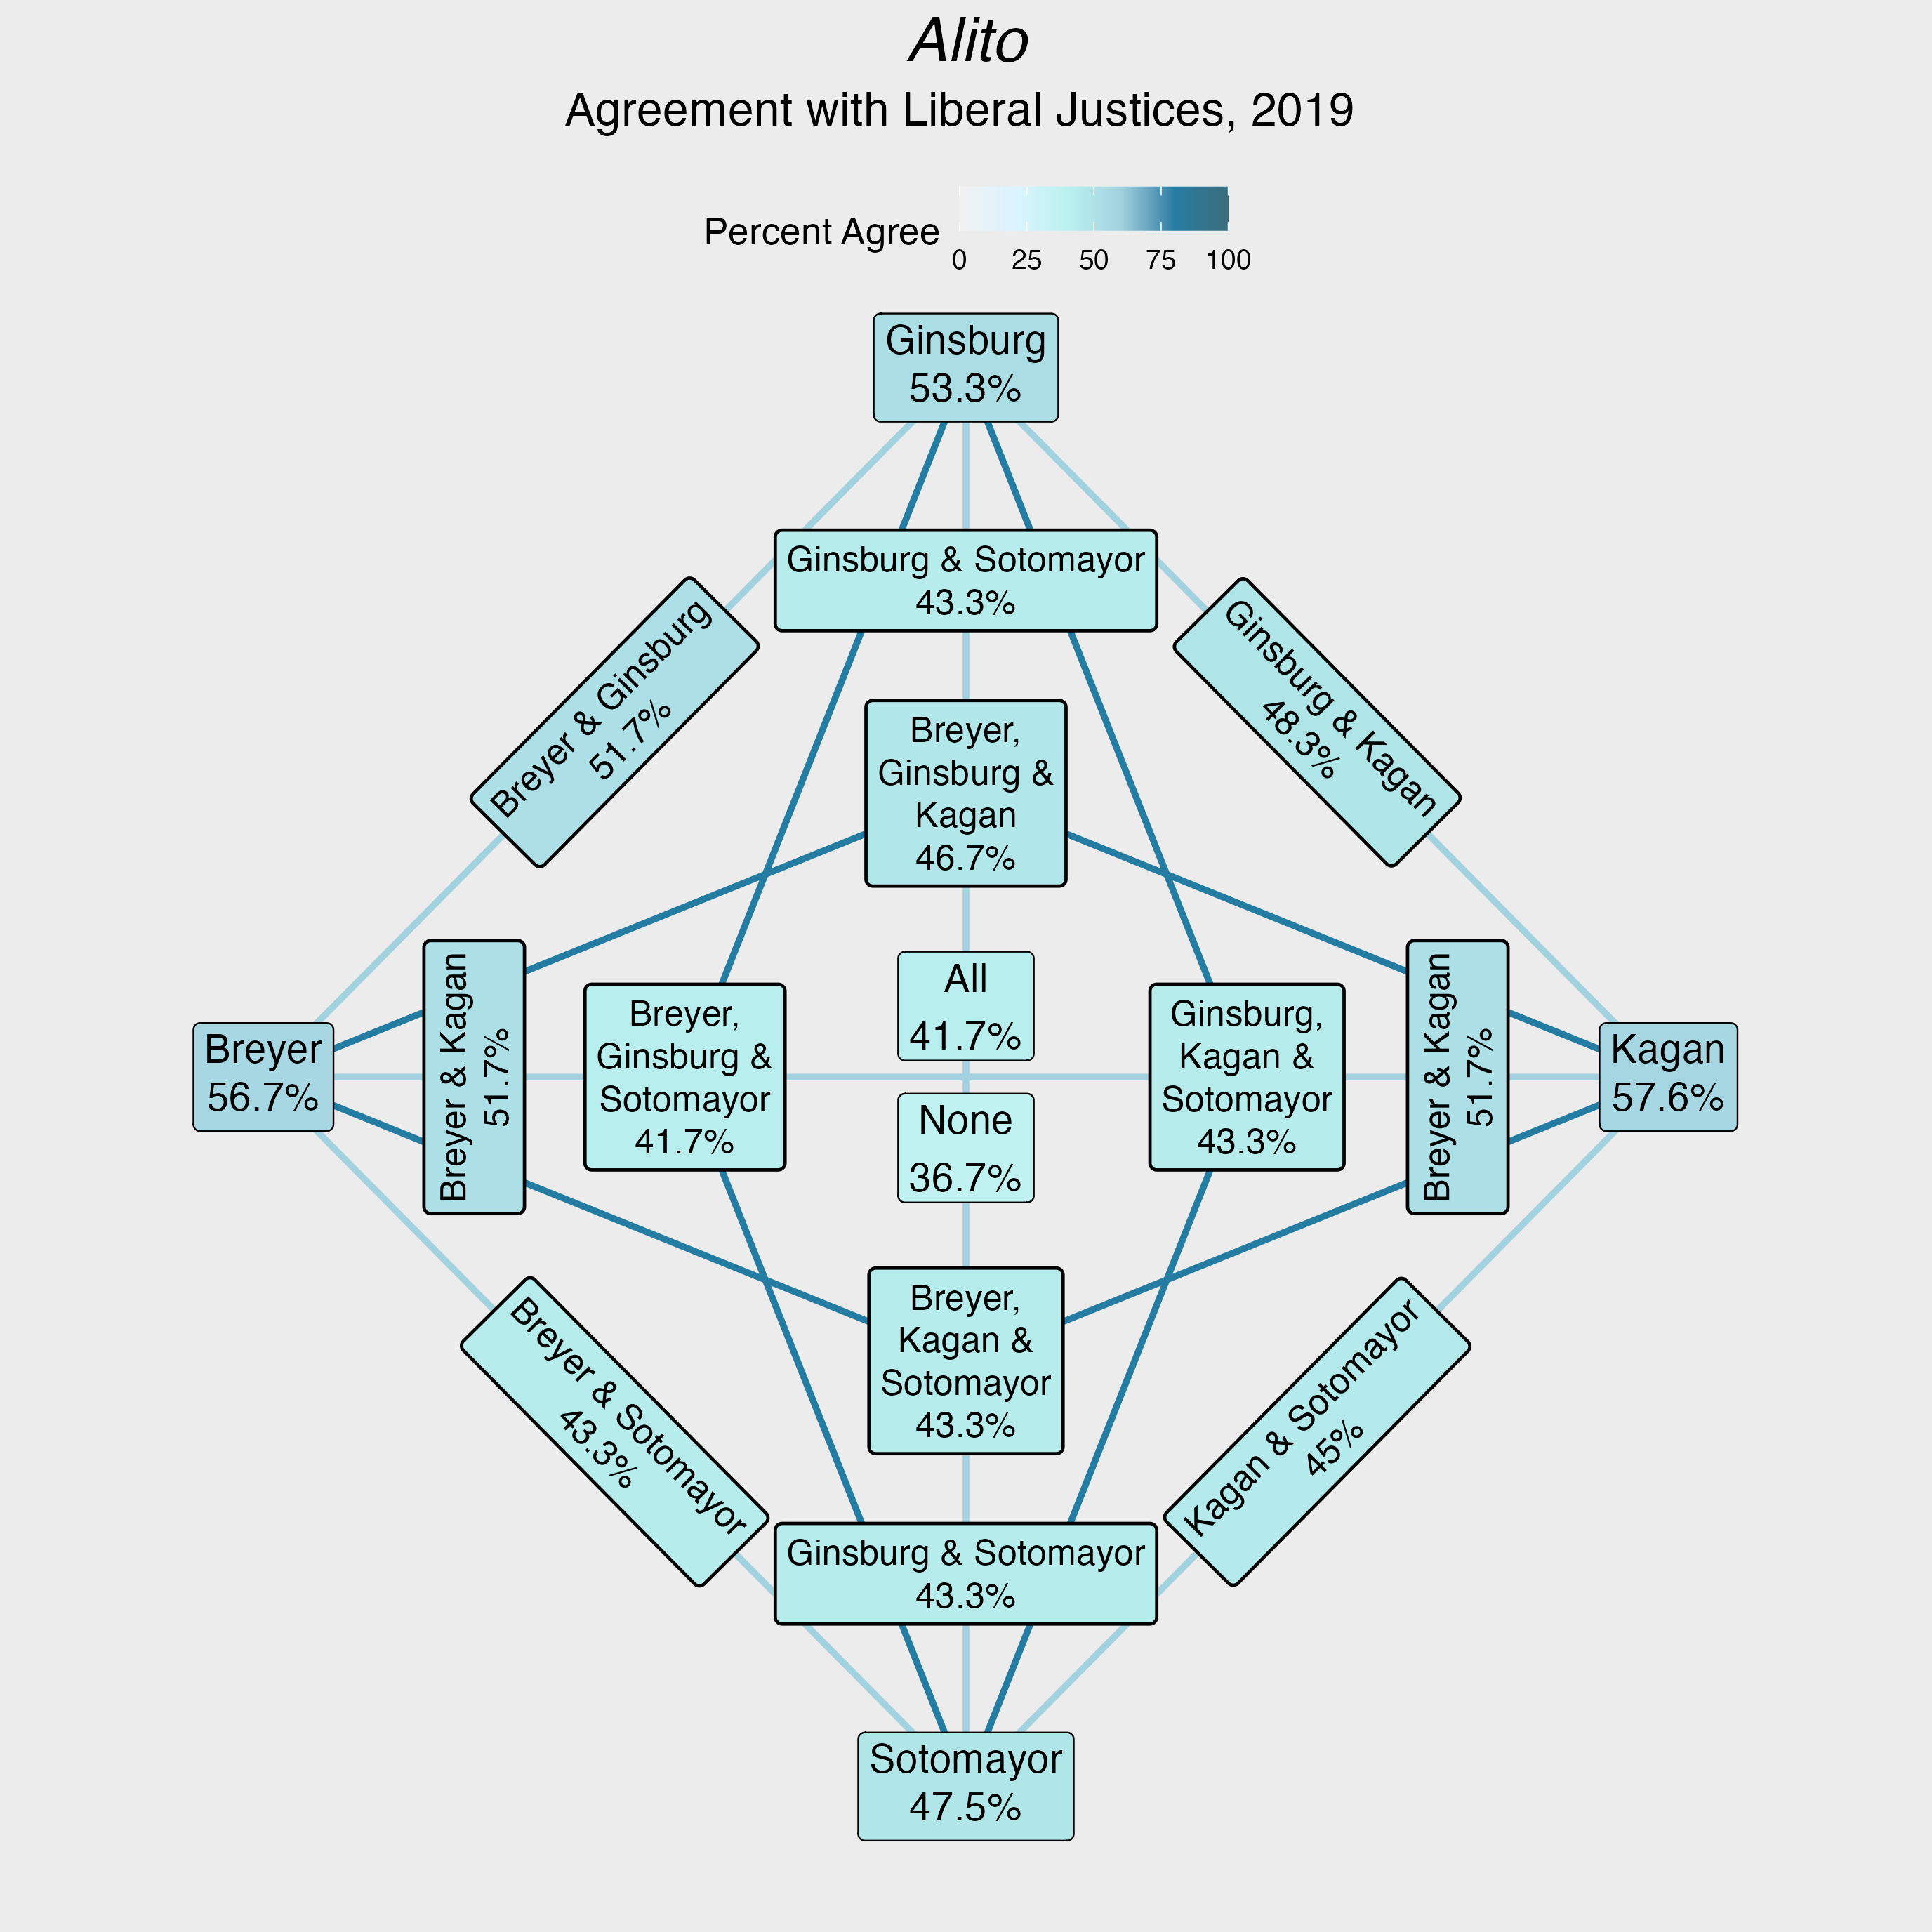 Alito
Agreement with Liberal Justices, 2019
Percent Agree
0 25 50 75 100
Ginsburg
53.3%
Ginsburg & Sotomayor
43.3%
Breyer & Ginsburg
51.7%
Ginsburg & Kagan
48.3%
Breyer,
Ginsburg &
Kagan
46.7%
Breyer
56.7%
Breyer & Kagan
51.7%
Breyer,
Ginsburg &
Sotomayor
41.7%
All
41.7%
None
36.7%
Ginsburg,
Kagan &
Sotomayor
43.3%
Breyer & Kagan
51.7%
Kagan
57.6%
Breyer,
Kagan &
Sotomayor
43.3%
Breyer & Sotomayor
43.3%
Kagan & Sotomayor
45%
Ginsburg & Sotomayor
43.3%
Sotomayor
47.5%